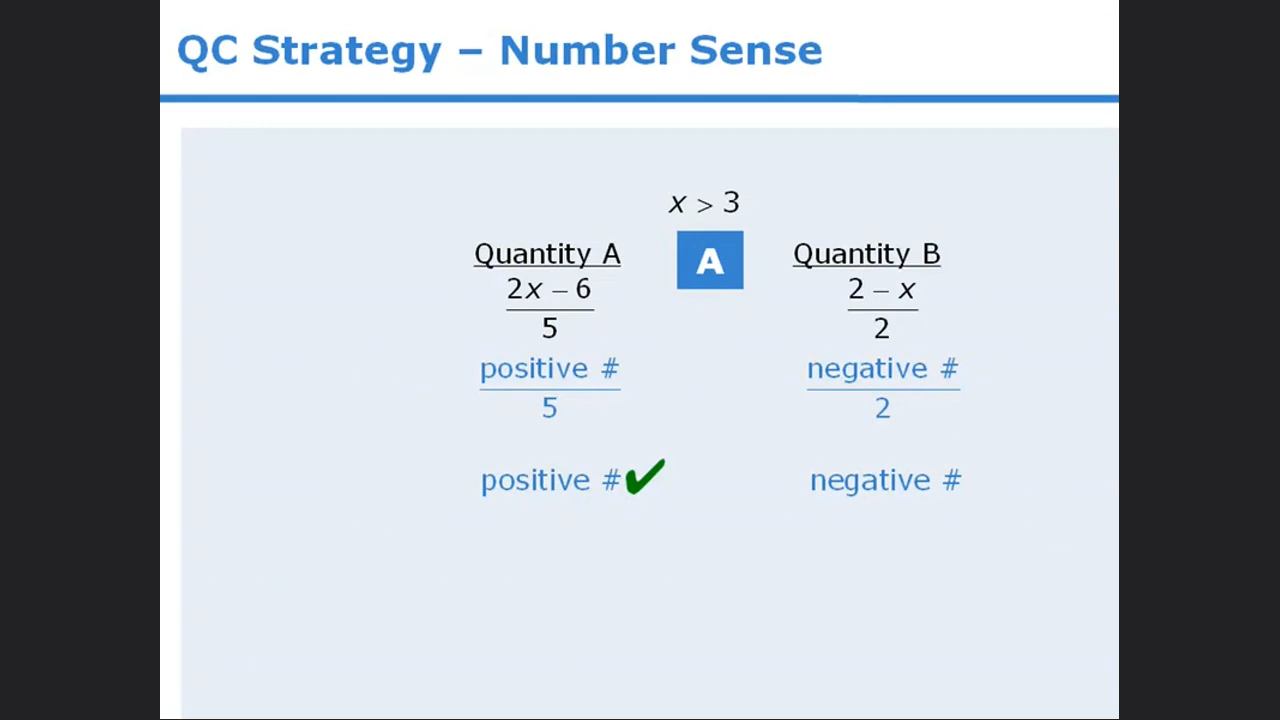 QC Strategy – Number Sense
x > 3
Quantity A
A
Quantity B
2x – 6
5
2 – x
2
positive #
5
negative #
2
positive #✔
negative #